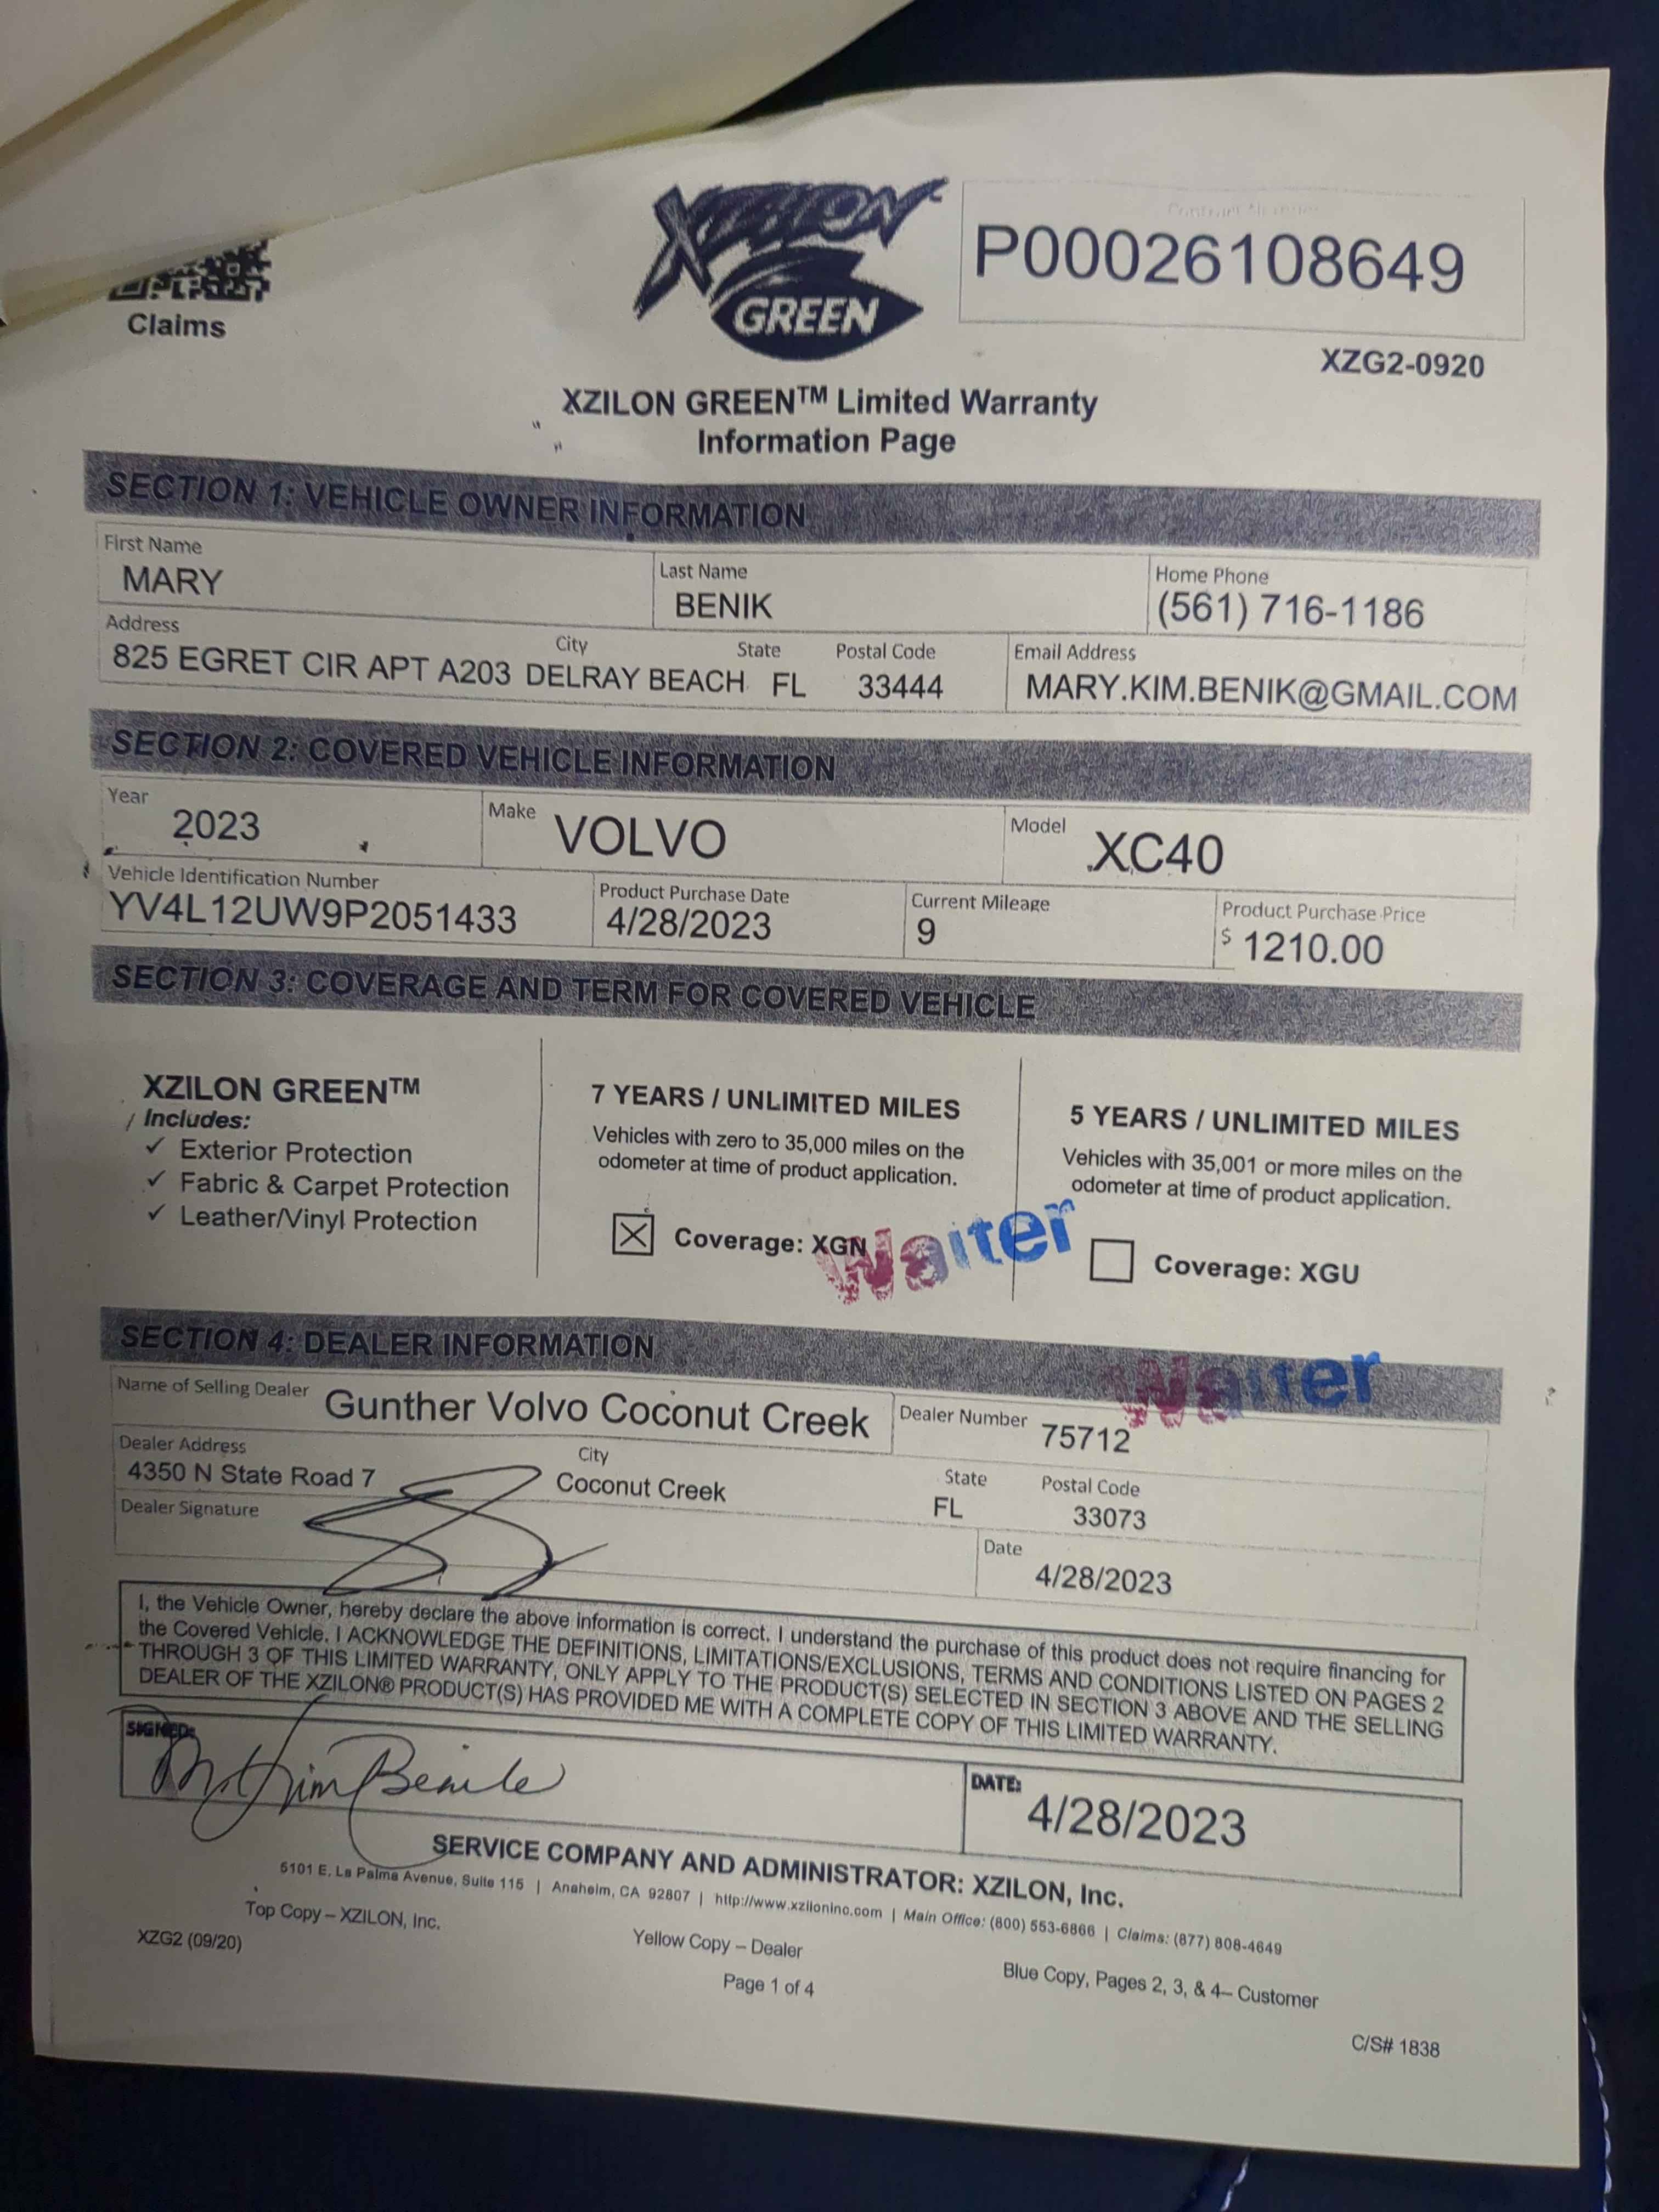 XZILON
GREEN
Contract Number
P00026108649
Claims
XZG2-0920
XZILON GREEN™ Limited Warranty
Information Page
SECTION 1: VEHICLE OWNER INFORMATION
First Name
MARY
Last Name
BENIK
Home Phone
(561) 716-1186
Address City State Postal Code Email Address
825 EGRET CIR APT A203 DELRAY BEACH FL 33444 MARY.KIM.BENIK@GMAIL.COM
SECTION 2: COVERED VEHICLE INFORMATION
Year 2023
Make VOLVO
Model XC40
Vehicle Identification Number
YV4L12UW9P2051433
Product Purchase Date
4/28/2023
Current Mileage
9
Product Purchase Price
$ 1210.00
SECTION 3: COVERAGE AND TERM FOR COVERED VEHICLE
XZILON GREEN™
Includes:
✓ Exterior Protection
✓ Fabric & Carpet Protection
✓ Leather/Vinyl Protection
7 YEARS / UNLIMITED MILES
Vehicles with zero to 35,000 miles on the
odometer at time of product application.
☒ Coverage: XGN
Waiter
5 YEARS / UNLIMITED MILES
Vehicles with 35,001 or more miles on the
odometer at time of product application.
☐ Coverage: XGU
SECTION 4: DEALER INFORMATION
Waiter
Name of Selling Dealer Gunther Volvo Coconut Creek
Dealer Number 75712
Dealer Address City State Postal Code
4350 N State Road 7 Coconut Creek FL 33073
Dealer Signature
Date
4/28/2023
I, the Vehicle Owner, hereby declare the above information is correct. I understand the purchase of this product does not require financing for
the Covered Vehicle. I ACKNOWLEDGE THE DEFINITIONS, LIMITATIONS/EXCLUSIONS, TERMS AND CONDITIONS LISTED ON PAGES 2
THROUGH 3 OF THIS LIMITED WARRANTY, ONLY APPLY TO THE PRODUCT(S) SELECTED IN SECTION 3 ABOVE AND THE SELLING
DEALER OF THE XZILON® PRODUCT(S) HAS PROVIDED ME WITH A COMPLETE COPY OF THIS LIMITED WARRANTY.
SIGNED:
DATE:
4/28/2023
SERVICE COMPANY AND ADMINISTRATOR: XZILON, Inc.
5101 E. La Palma Avenue, Suite 115 | Anaheim, CA 92807 | http://www.xziloninc.com | Main Office: (800) 553-6866 | Claims: (877) 808-4649
Top Copy – XZILON, Inc.
Yellow Copy – Dealer
Blue Copy, Pages 2, 3, & 4– Customer
XZG2 (09/20)
Page 1 of 4
C/S# 1838